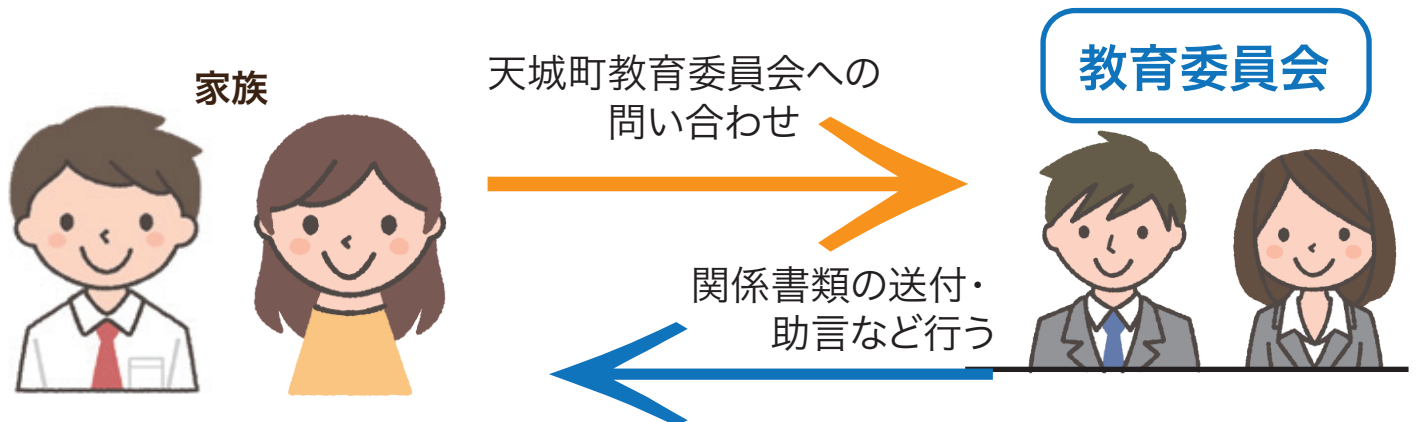 家族
天城町教育委員会への
問い合わせ
教育委員会
関係書類の送付・
助言など行う